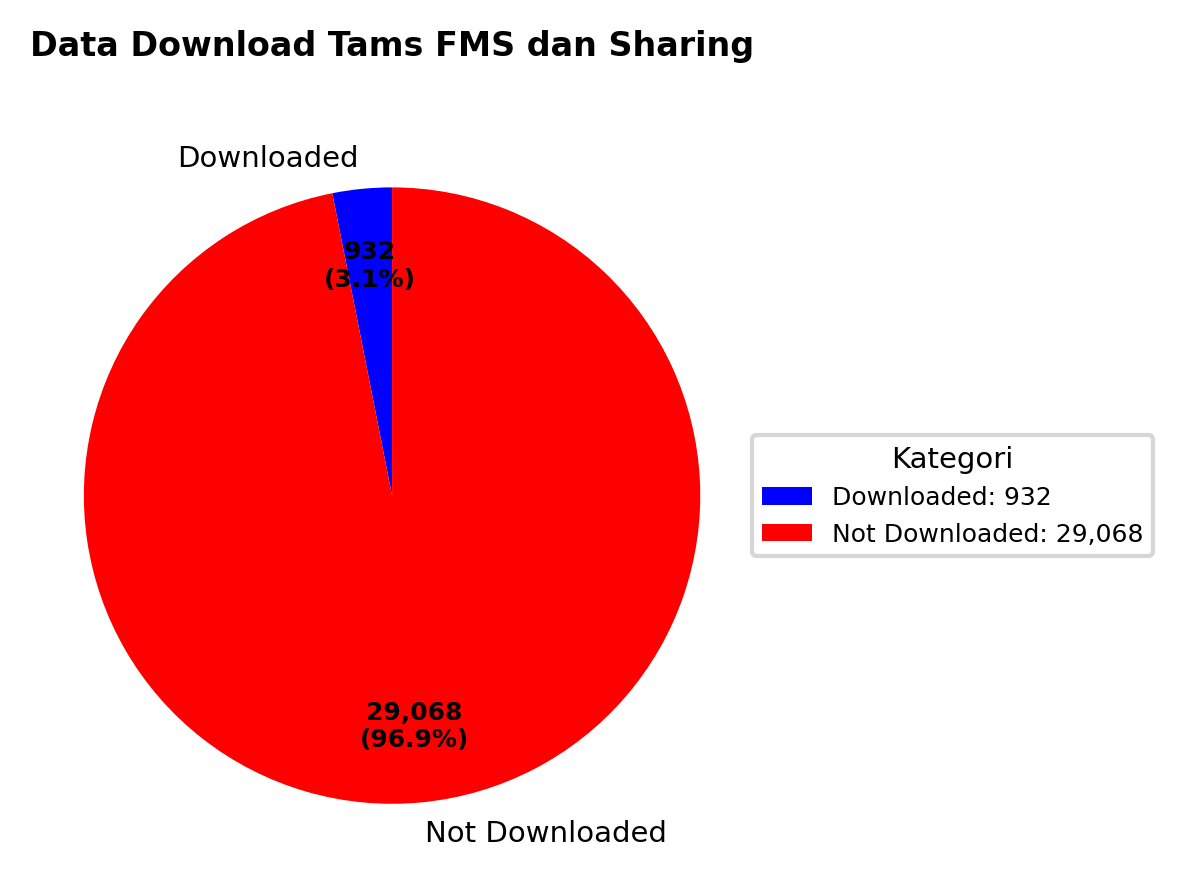 Data Download Tams FMS dan Sharing
Downloaded
932
(3.1%)
Kategori
Downloaded: 932
Not Downloaded: 29,068
29,068
(96.9%)
Not Downloaded